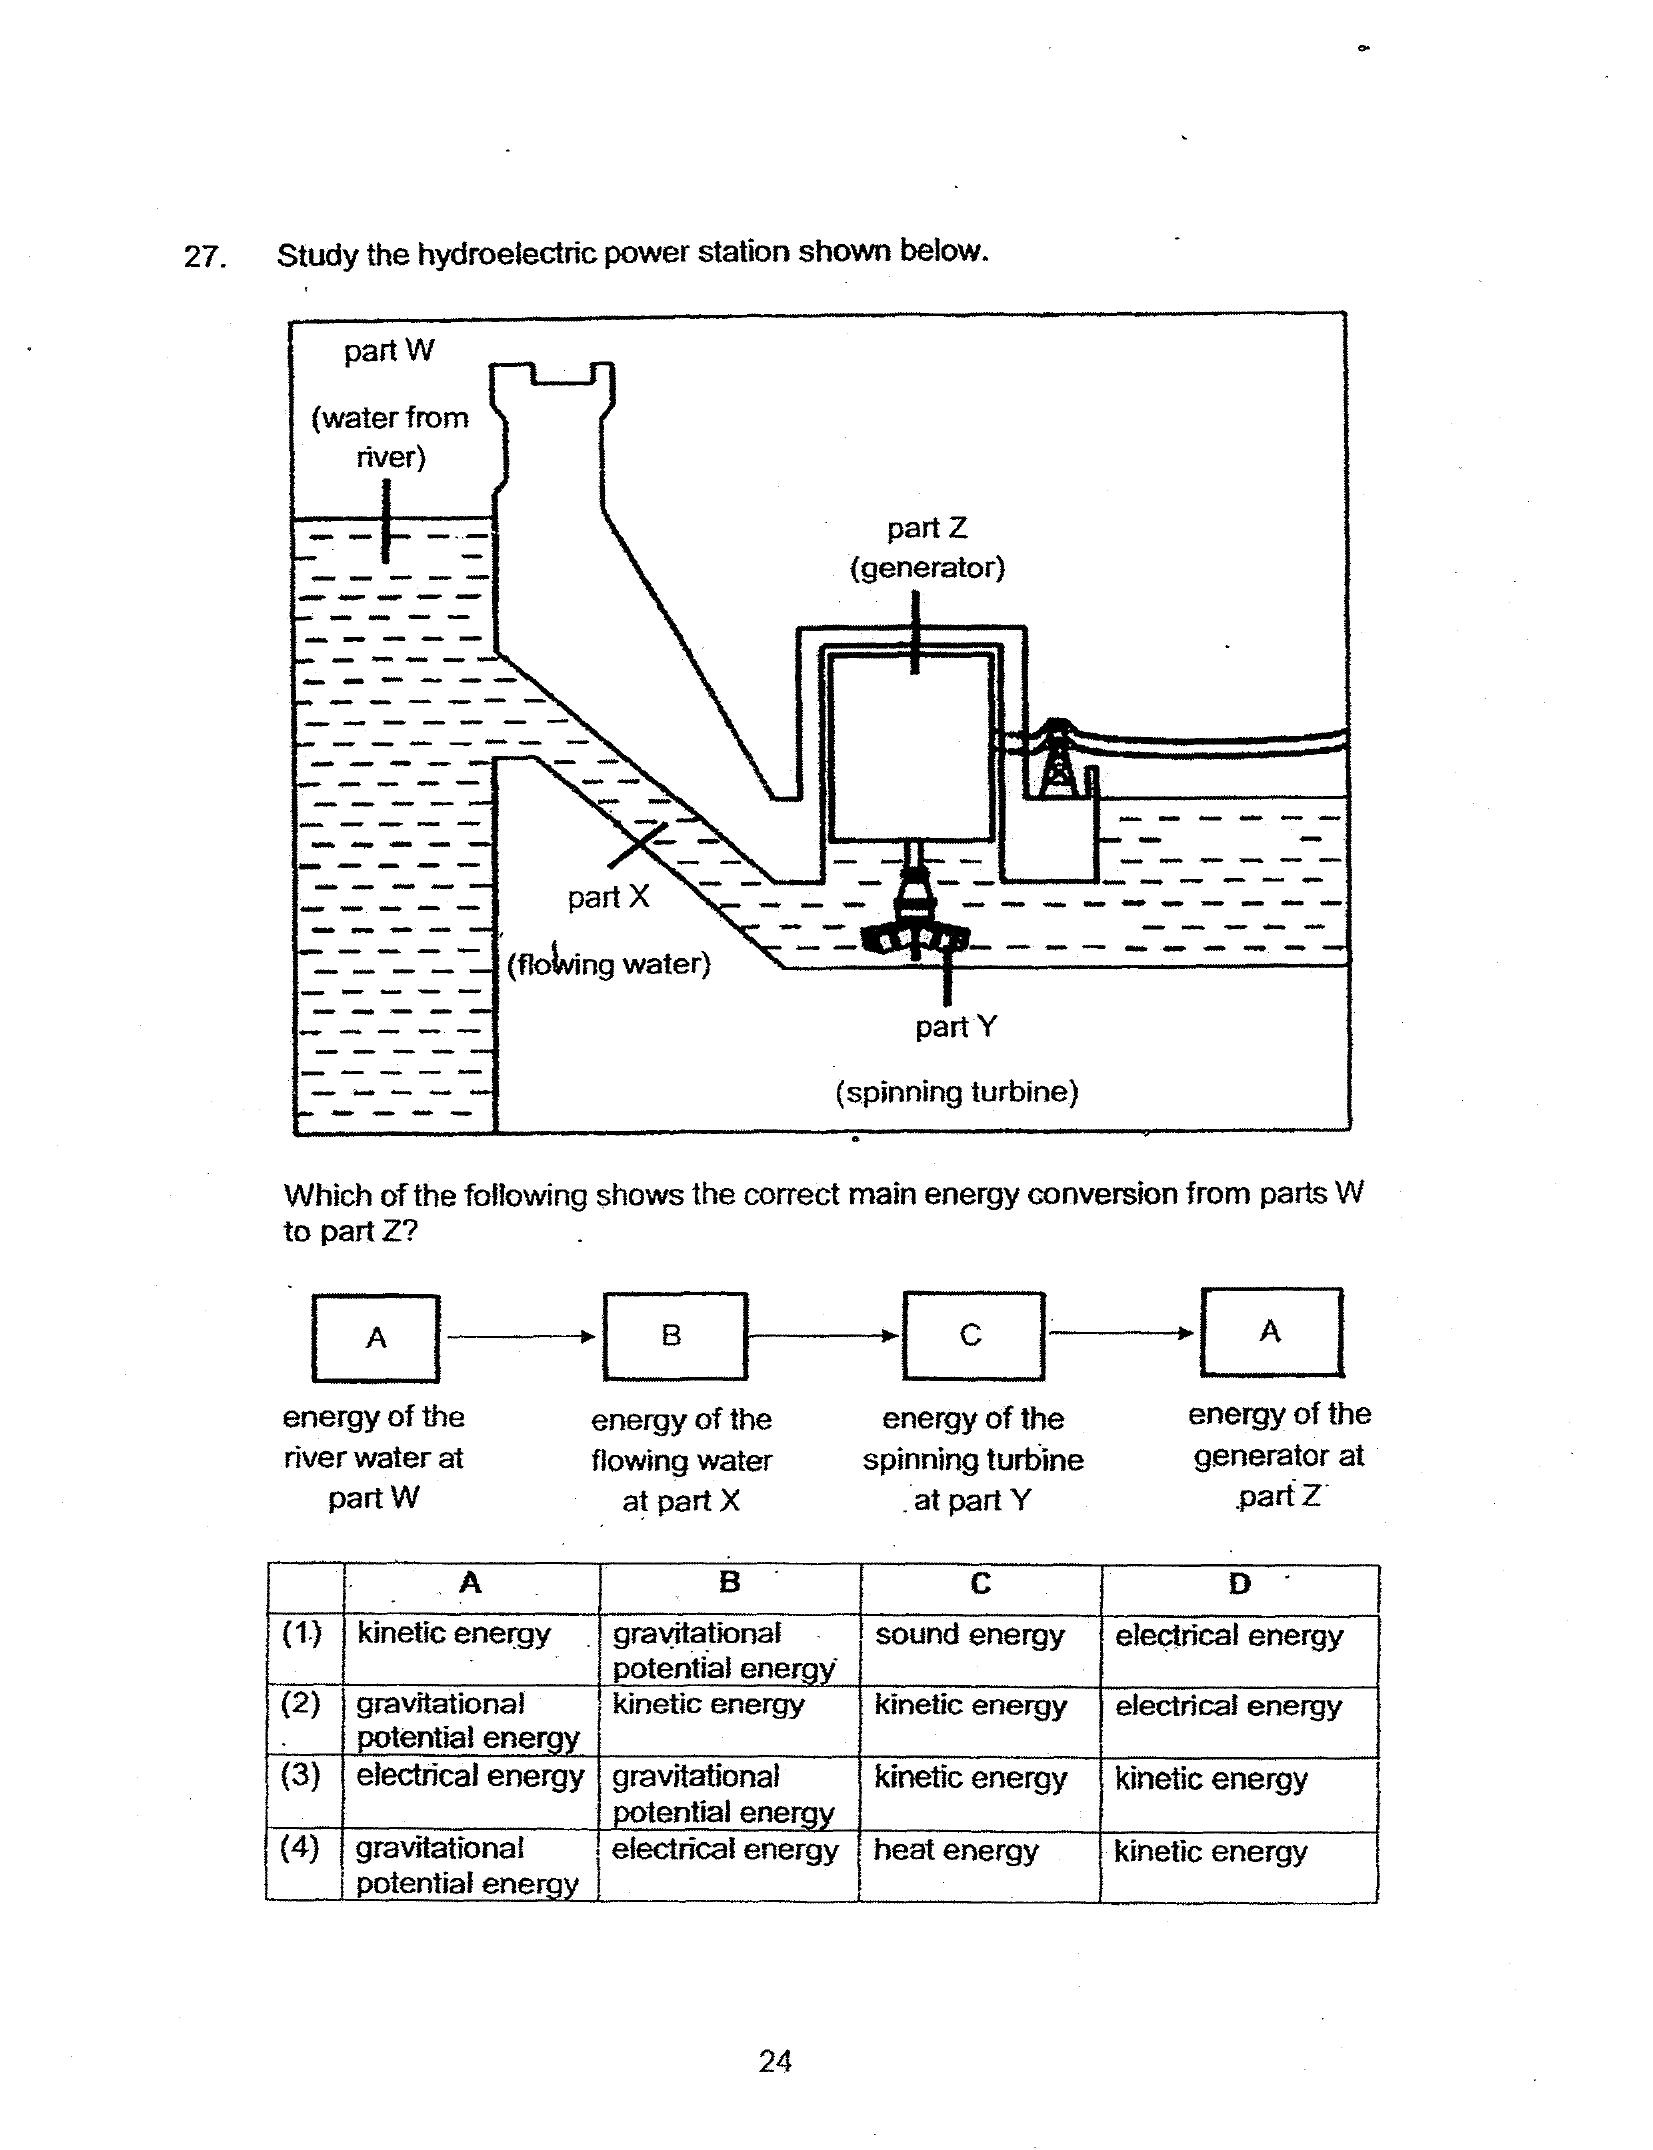 27. Study the hydroelectric power station shown below.
part W
(water from
river)
part Z
(generator)
part X
(flowing water)
part Y
(spinning turbine)
Which of the following shows the correct main energy conversion from parts W
to part Z?
A B C A
energy of the energy of the energy of the energy of the
river water at flowing water spinning turbine generator at
part W at part X at part Y part Z
A B C D
(1) kinetic energy gravitational sound energy electrical energy
potential energy
(2) gravitational kinetic energy kinetic energy electrical energy
potential energy
(3) electrical energy gravitational kinetic energy kinetic energy
potential energy
(4) gravitational electrical energy heat energy kinetic energy
potential energy
24